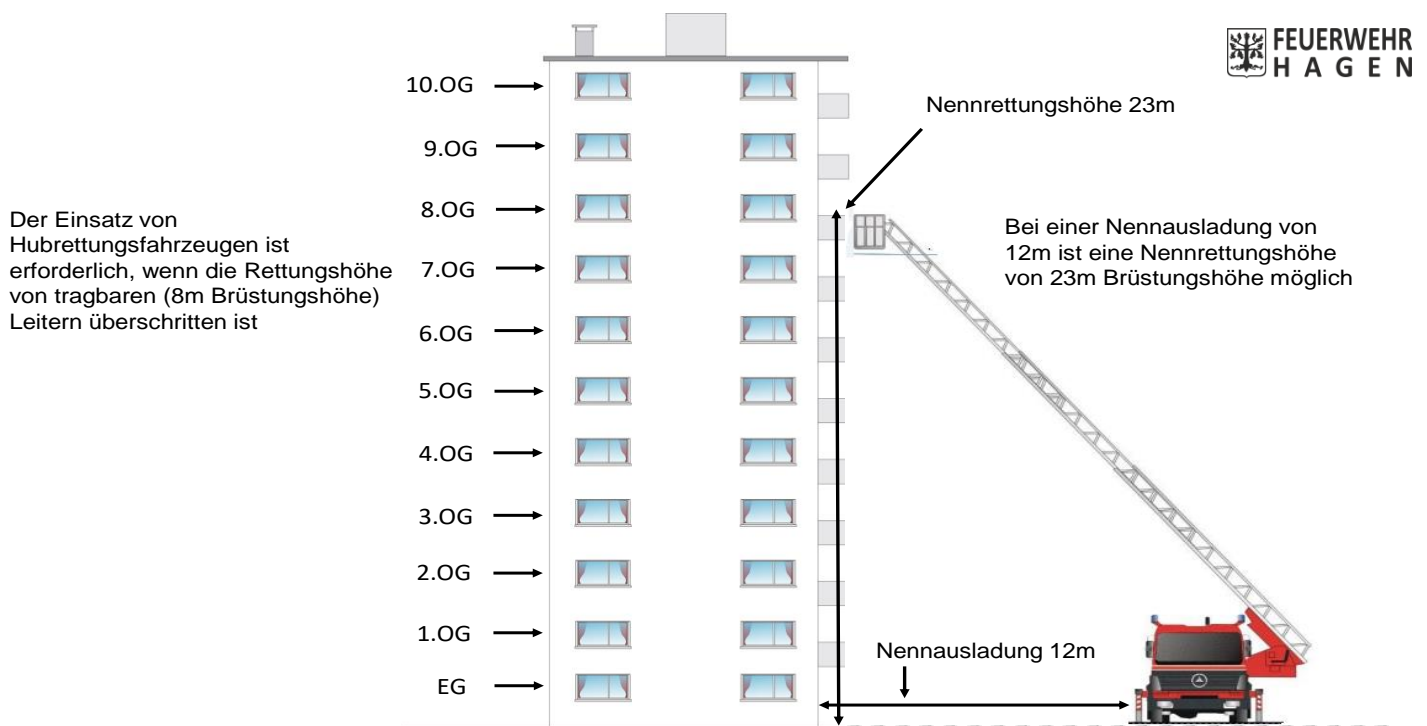 FEUERWEHR
HAGEN
10.OG
9.OG
8.OG
7.OG
6.OG
5.OG
4.OG
3.OG
2.OG
1.OG
EG
Der Einsatz von
Hubrettungsfahrzeugen ist
erforderlich, wenn die Rettungshöhe
von tragbaren (8m Brüstungshöhe)
Leitern überschritten ist
Nennrettungshöhe 23m
Bei einer Nennausladung von
12m ist eine Nennrettungshöhe
von 23m Brüstungshöhe möglich
Nennausladung 12m